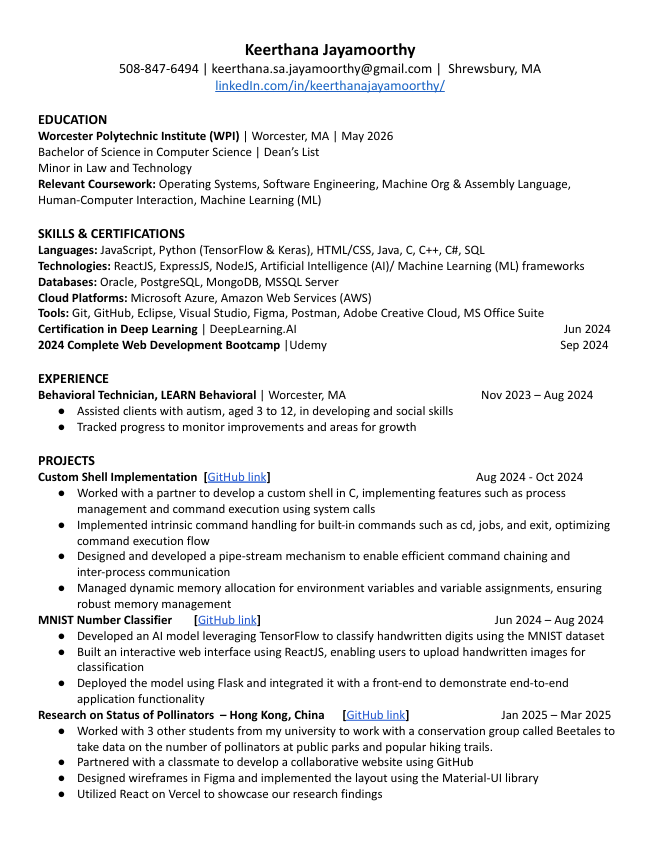 Keerthana Jayamoorthy
508-847-6494 | keerthana.sa.jayamoorthy@gmail.com | Shrewsbury, MA
linkedIn.com/in/keerthanajayamoorthy/
EDUCATION
Worcester Polytechnic Institute (WPI) | Worcester, MA | May 2026
Bachelor of Science in Computer Science | Dean’s List
Minor in Law and Technology
Relevant Coursework: Operating Systems, Software Engineering, Machine Org & Assembly Language,
Human-Computer Interaction, Machine Learning (ML)
SKILLS & CERTIFICATIONS
Languages: JavaScript, Python (TensorFlow & Keras), HTML/CSS, Java, C, C++, C#, SQL
Technologies: ReactJS, ExpressJS, NodeJS, Artificial Intelligence (AI)/ Machine Learning (ML) frameworks
Databases: Oracle, PostgreSQL, MongoDB, MSSQL Server
Cloud Platforms: Microsoft Azure, Amazon Web Services (AWS)
Tools: Git, GitHub, Eclipse, Visual Studio, Figma, Postman, Adobe Creative Cloud, MS Office Suite
Certification in Deep Learning | DeepLearning.AI Jun 2024
2024 Complete Web Development Bootcamp |Udemy Sep 2024
EXPERIENCE
Behavioral Technician, LEARN Behavioral | Worcester, MA Nov 2023 – Aug 2024
● Assisted clients with autism, aged 3 to 12, in developing and social skills
● Tracked progress to monitor improvements and areas for growth
PROJECTS
Custom Shell Implementation [GitHub link] Aug 2024 - Oct 2024
● Worked with a partner to develop a custom shell in C, implementing features such as process
management and command execution using system calls
● Implemented intrinsic command handling for built-in commands such as cd, jobs, and exit, optimizing
command execution flow
● Designed and developed a pipe-stream mechanism to enable efficient command chaining and
inter-process communication
● Managed dynamic memory allocation for environment variables and variable assignments, ensuring
robust memory management
MNIST Number Classifier [GitHub link] Jun 2024 – Aug 2024
● Developed an AI model leveraging TensorFlow to classify handwritten digits using the MNIST dataset
● Built an interactive web interface using ReactJS, enabling users to upload handwritten images for
classification
● Deployed the model using Flask and integrated it with a front-end to demonstrate end-to-end
application functionality
Research on Status of Pollinators – Hong Kong, China [GitHub link] Jan 2025 – Mar 2025
● Worked with 3 other students from my university to work with a conservation group called Beetales to
take data on the number of pollinators at public parks and popular hiking trails.
● Partnered with a classmate to develop a collaborative website using GitHub
● Designed wireframes in Figma and implemented the layout using the Material-UI library
● Utilized React on Vercel to showcase our research findings